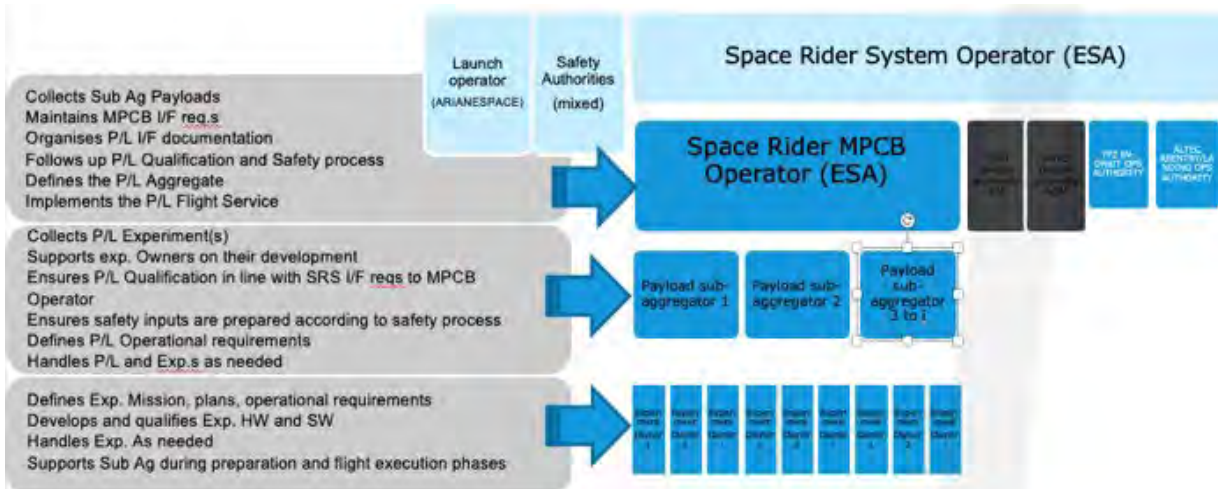 Space Rider System Operator (ESA)
Launch
operator
(ARIANESPACE)
Safety
Authorities
(mixed)
Collects Sub Ag Payloads
Maintains MPCB I/F req.s
Organises P/L I/F documentation
Follows up P/L Qualification and Safety process
Defines the P/L Aggregate
Implements the P/L Flight Service
Space Rider MPCB
Operator (ESA)
ORBIT OPS
AUTHORITY
ALTEC
REENTRY/LA
NDING OPS
AUTHORITY
Collects P/L Experiment(s)
Supports exp. Owners on their development
Ensures P/L Qualification in line with SRS I/F reqs to MPCB
Operator
Ensures safety inputs are prepared according to safety process
Defines P/L Operational requirements
Handles P/L and Exp.s as needed
Payload sub-
aggregator 1
Payload sub-
aggregator 2
Payload
sub-
aggregator
3 to i
Defines Exp. Mission, plans, operational requirements
Develops and qualifies Exp. HW and SW
Handles Exp. As needed
Supports Sub Ag during preparation and flight execution phases